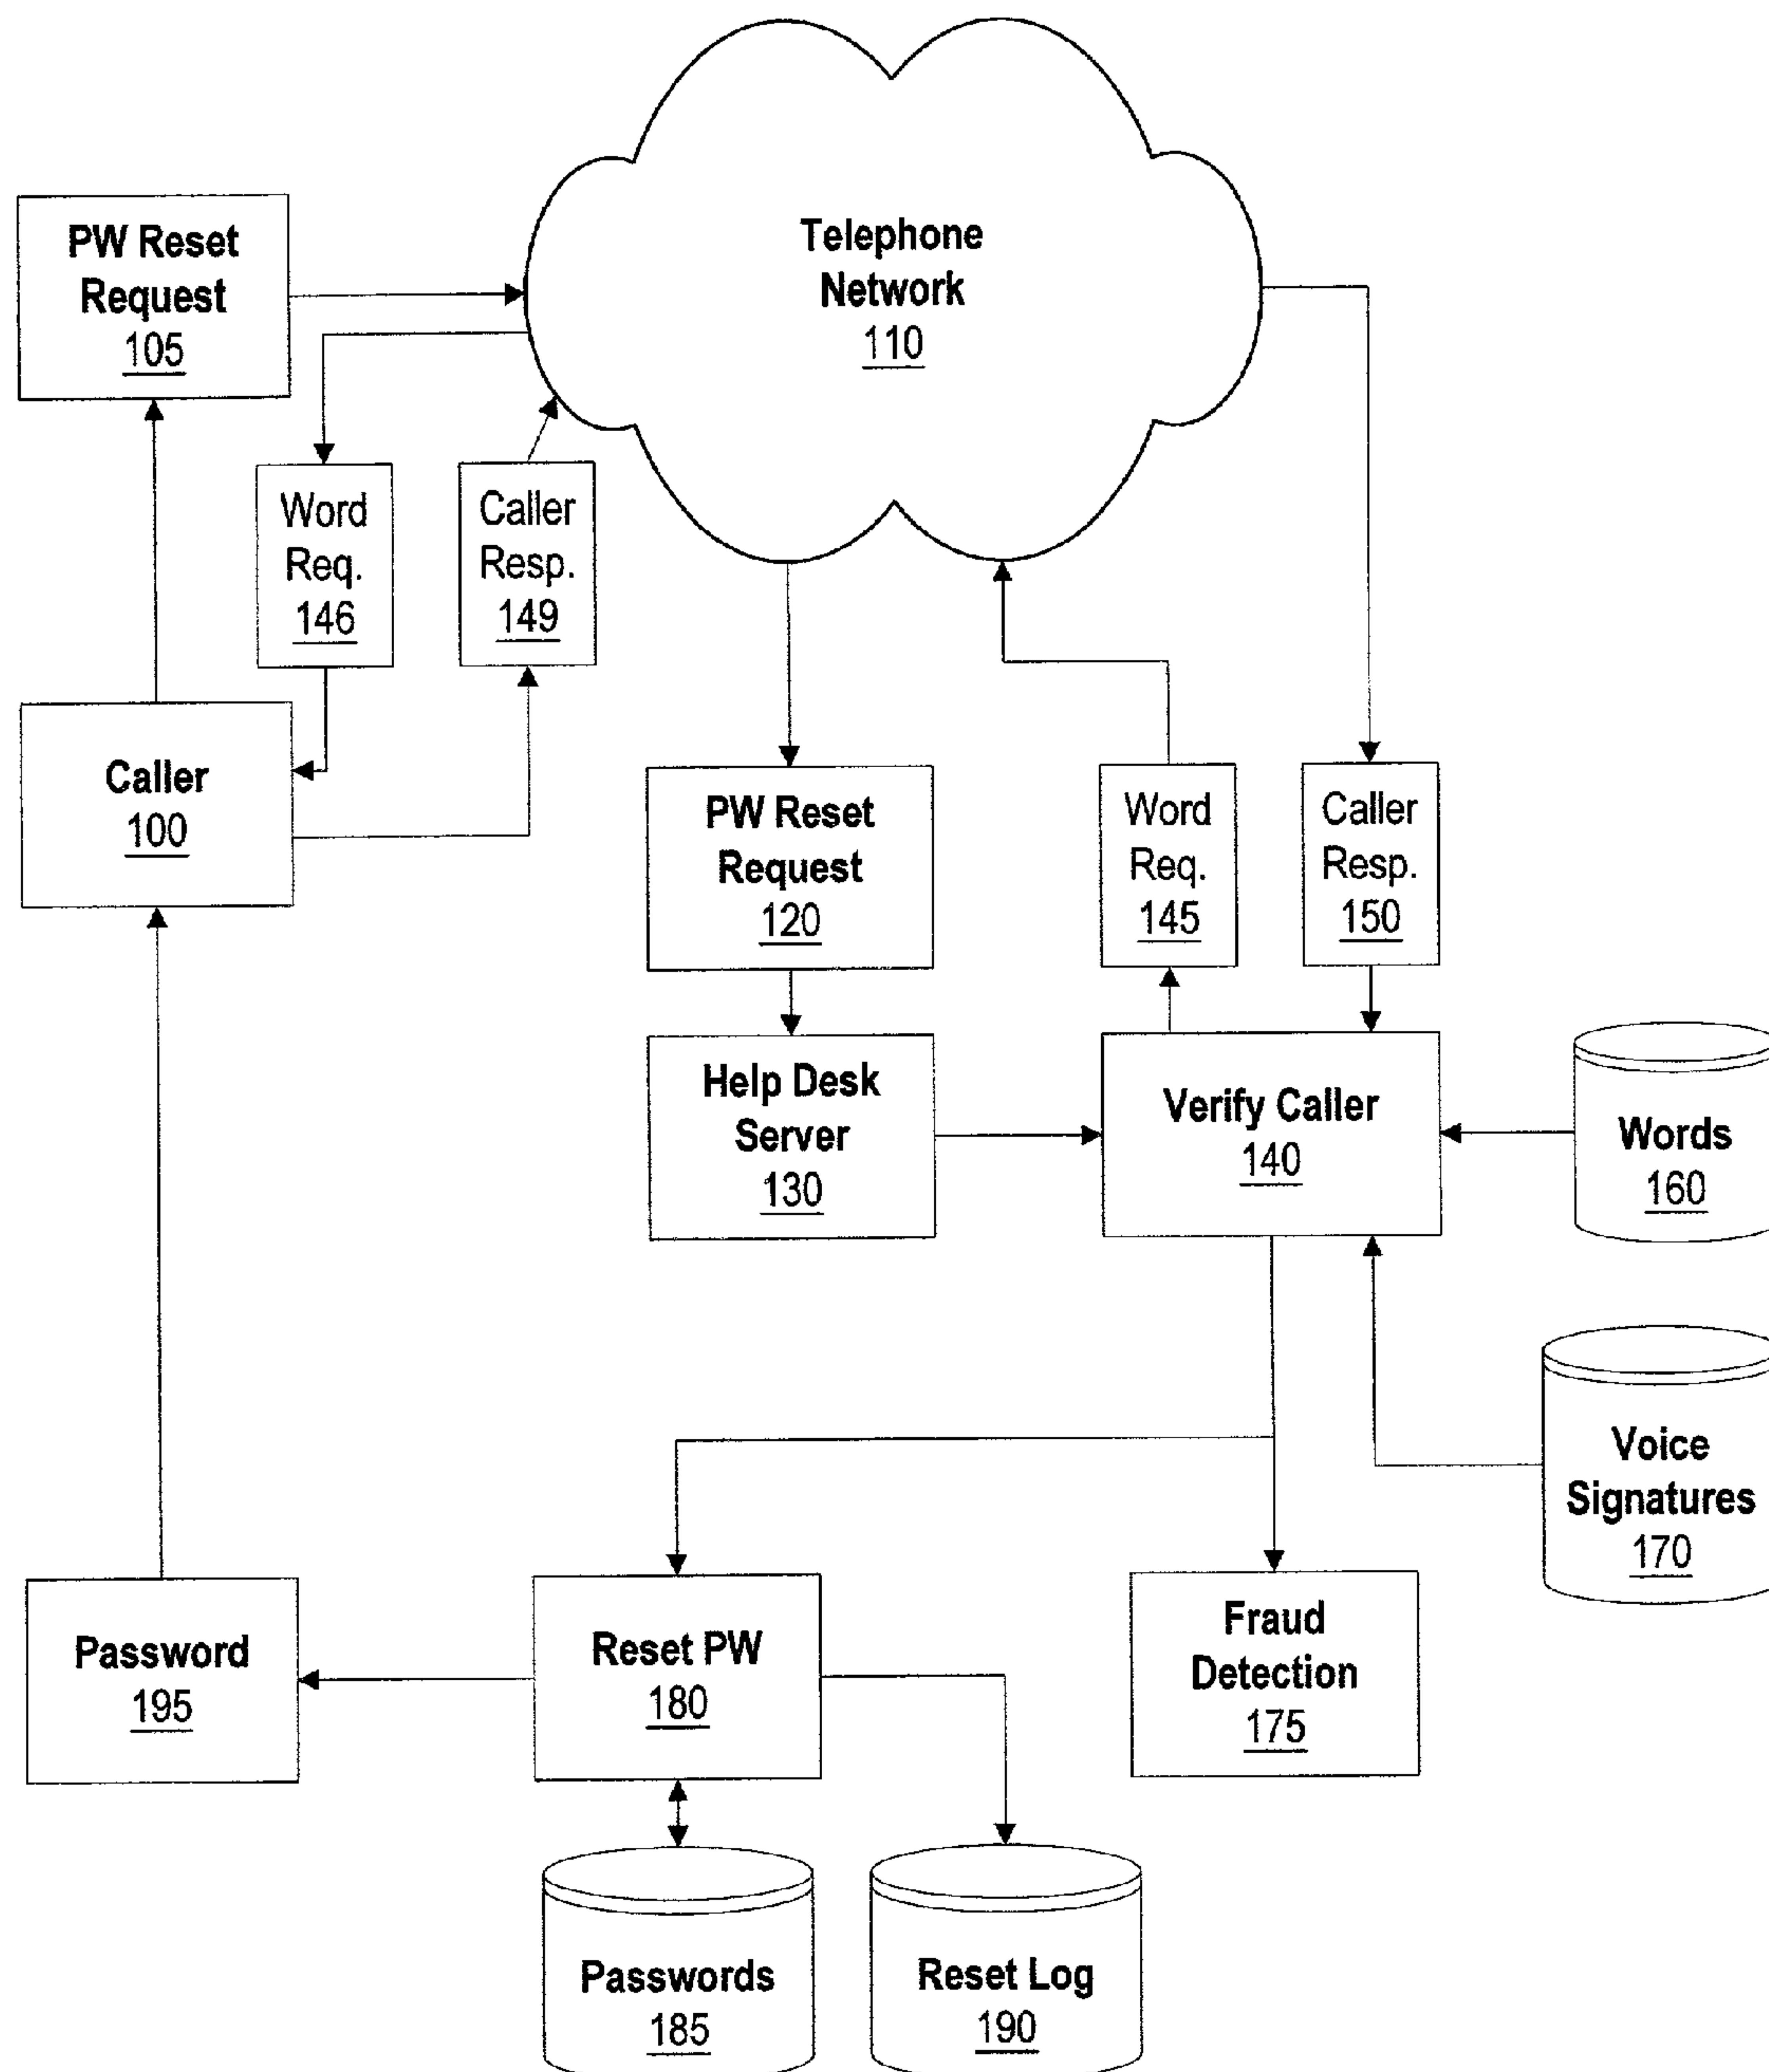 Telephone
Network
110
PW Reset
Request
105
Word
Req.
146
Caller
Resp.
149
Caller
100
PW Reset
Request
120
Word
Req.
145
Caller
Resp.
150
Help Desk
Server
130
Verify Caller
140
Words
160
Voice
Signatures
170
Password
195
Reset PW
180
Fraud
Detection
175
Passwords
185
Reset Log
190